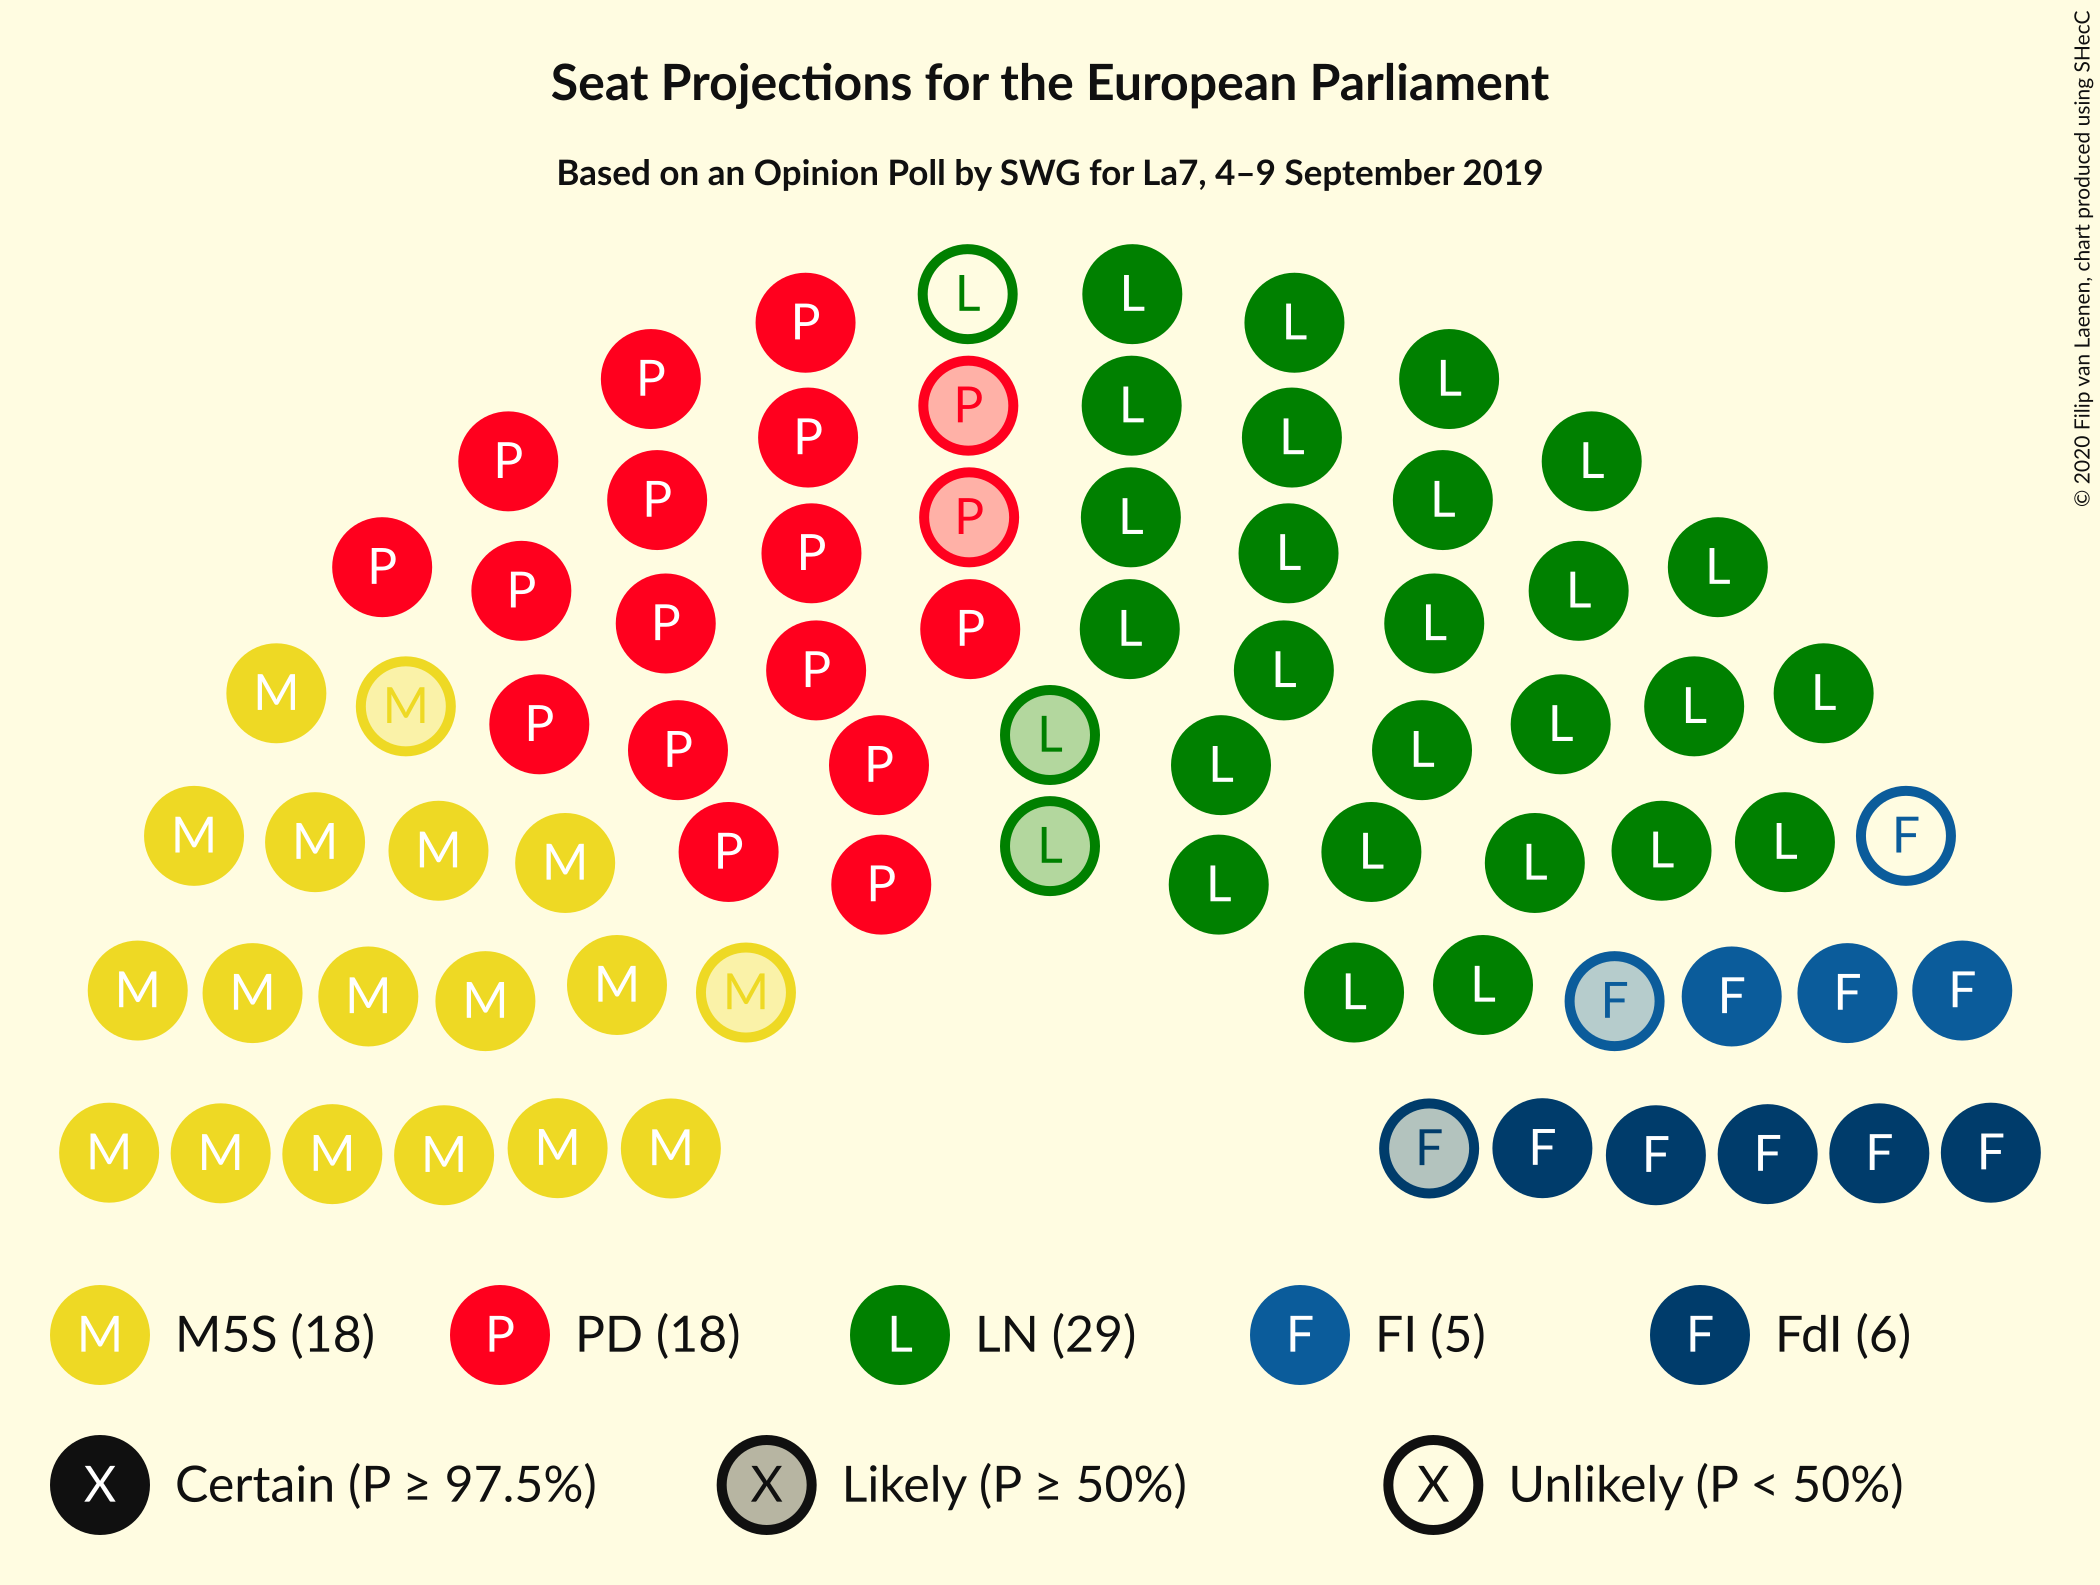 Seat Projections for the European Parliament
Based on an Opinion Poll by SWG for La7, 4–9 September 2019
© 2020 Filip van Laenen, chart produced using SHecC
L L
P L
P P
L
P P L L
P L
P L
P P L L
P L
P P L L
P L
P L
M M L L
P L
P L
P L L
M M L F
M M L L
P L
P L
M M M M M M L L F F F F
M M M M M M F F F F F F
M M5S (18) P PD (18) L LN (29) F FI (5) F FdI (6)
X Certain (P ≥ 97.5%) X Likely (P ≥ 50%) X Unlikely (P < 50%)